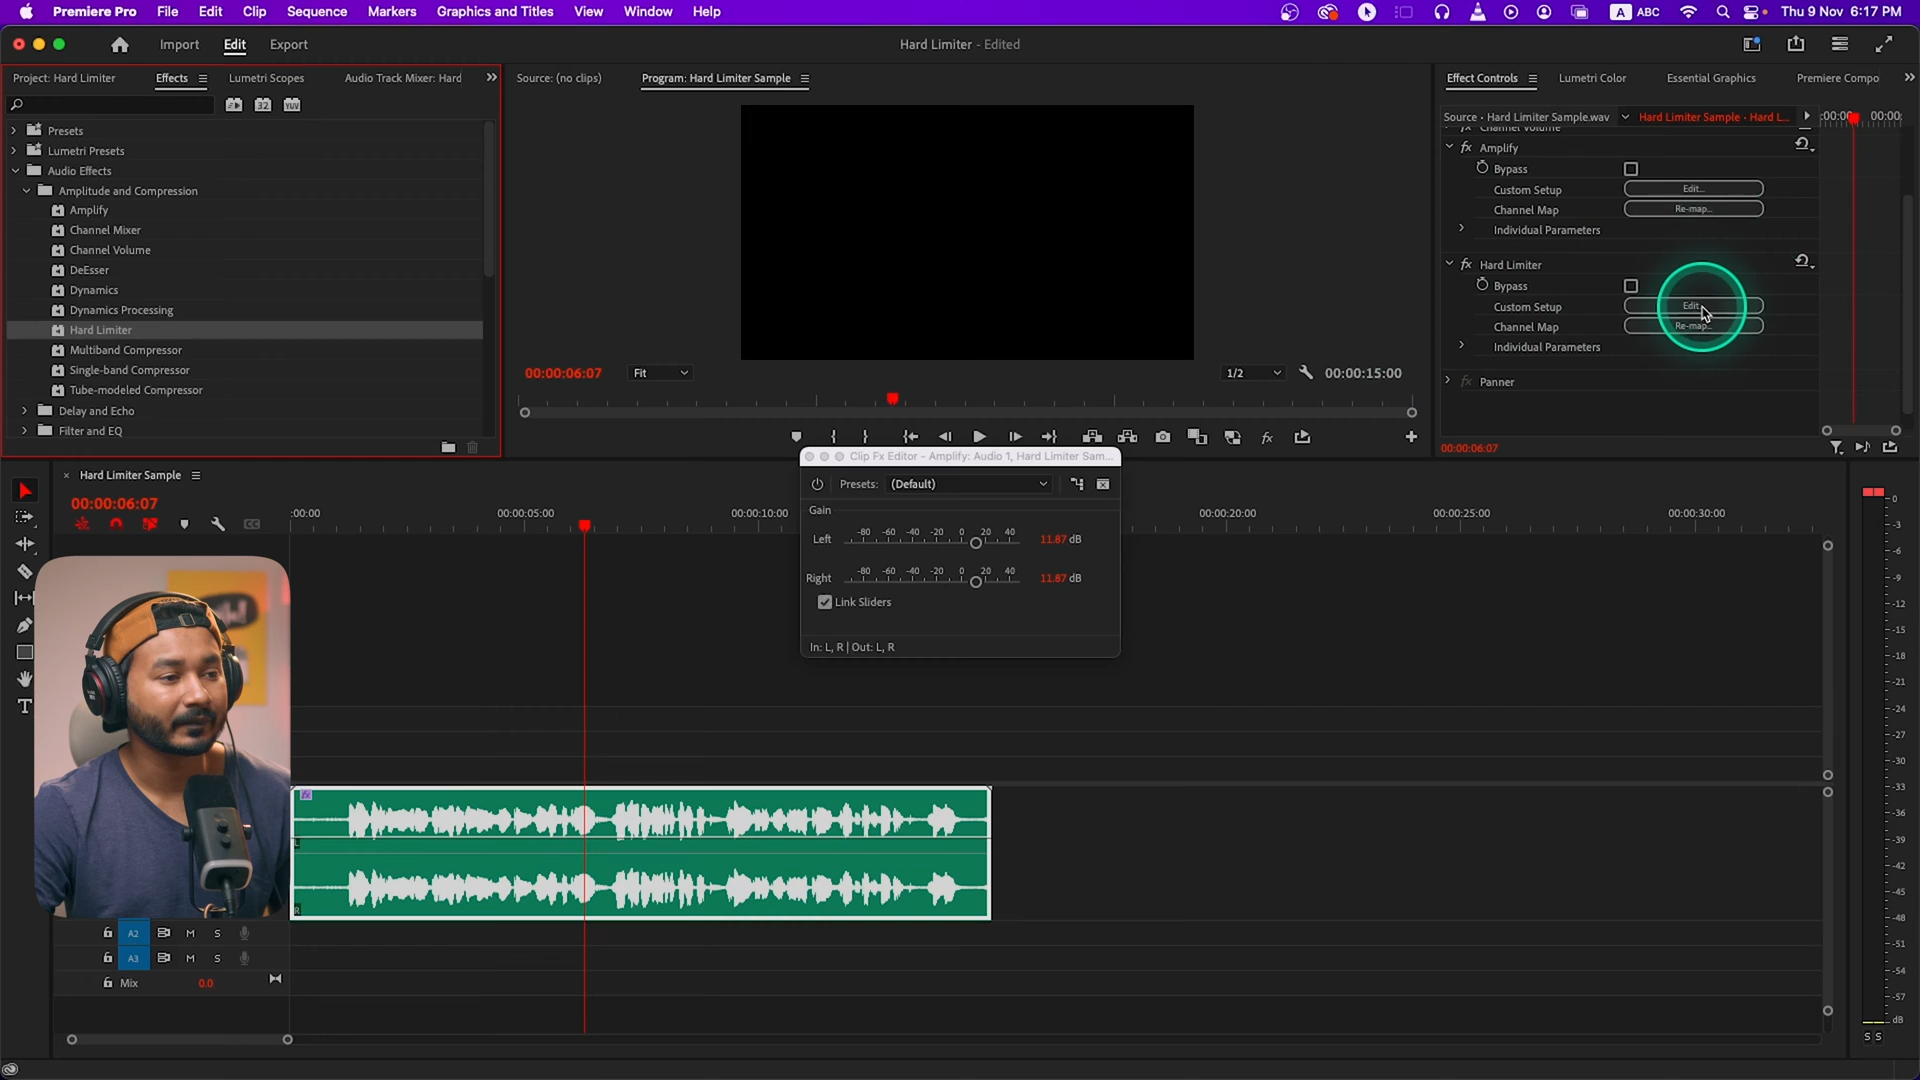 Premiere Pro File Edit Clip Sequence Markers Graphics and Titles View Window Help
A ABC Thu 9 Nov 6:17 PM
Import Edit Export
Hard Limiter - Edited
Project: Hard Limiter Effects Lumetri Scopes Audio Track Mixer: Hard
32 YUV
Presets
Lumetri Presets
Audio Effects
Amplitude and Compression
Amplify
Channel Mixer
Channel Volume
DeEsser
Dynamics
Dynamics Processing
Hard Limiter
Multiband Compressor
Single-band Compressor
Tube-modeled Compressor
Delay and Echo
Filter and EQ
Source: (no clips) Program: Hard Limiter Sample
00:00:06:07 Fit 1/2 00:00:15:00
Effect Controls Lumetri Color Essential Graphics Premiere Compo
Source · Hard Limiter Sample.wav Hard Limiter Sample · Hard L... :00:00 00:00:
Channel Volume
fx Amplify
Bypass
Custom Setup Edit...
Channel Map Re-map...
Individual Parameters
fx Hard Limiter
Bypass
Custom Setup Edit...
Channel Map Re-map...
Individual Parameters
fx Panner
00:00:06:07
Clip Fx Editor - Amplify: Audio 1, Hard Limiter Sam...
Presets: (Default)
Gain
-80 -60 -40 -20 0 20 40
Left 11.87 dB
-80 -60 -40 -20 0 20 40
Right 11.87 dB
Link Sliders
In: L, R | Out: L, R
× Hard Limiter Sample
00:00:06:07
CC
:00:00 00:00:05:00 00:00:10:00 00:00:20:00 00:00:25:00 00:00:30:00
fx
L
R
A2 M S
A3 M S
Mix 0.0
0
-3
-6
-9
-12
-15
-18
-21
-24
-27
-30
-33
-36
-39
-42
-45
-48
-51
-54
-57
dB
S S